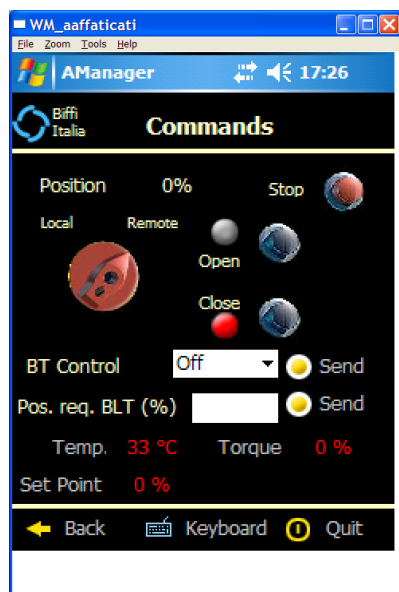 WM_aaffaticati
File Zoom Tools Help
AManager 17:26
Biffi
Italia
Commands
Position 0% Stop
Local Remote
Open
Close
BT Control Off Send
Pos. req. BLT (%) Send
Temp. 33 °C Torque 0 %
Set Point 0 %
Back Keyboard Quit